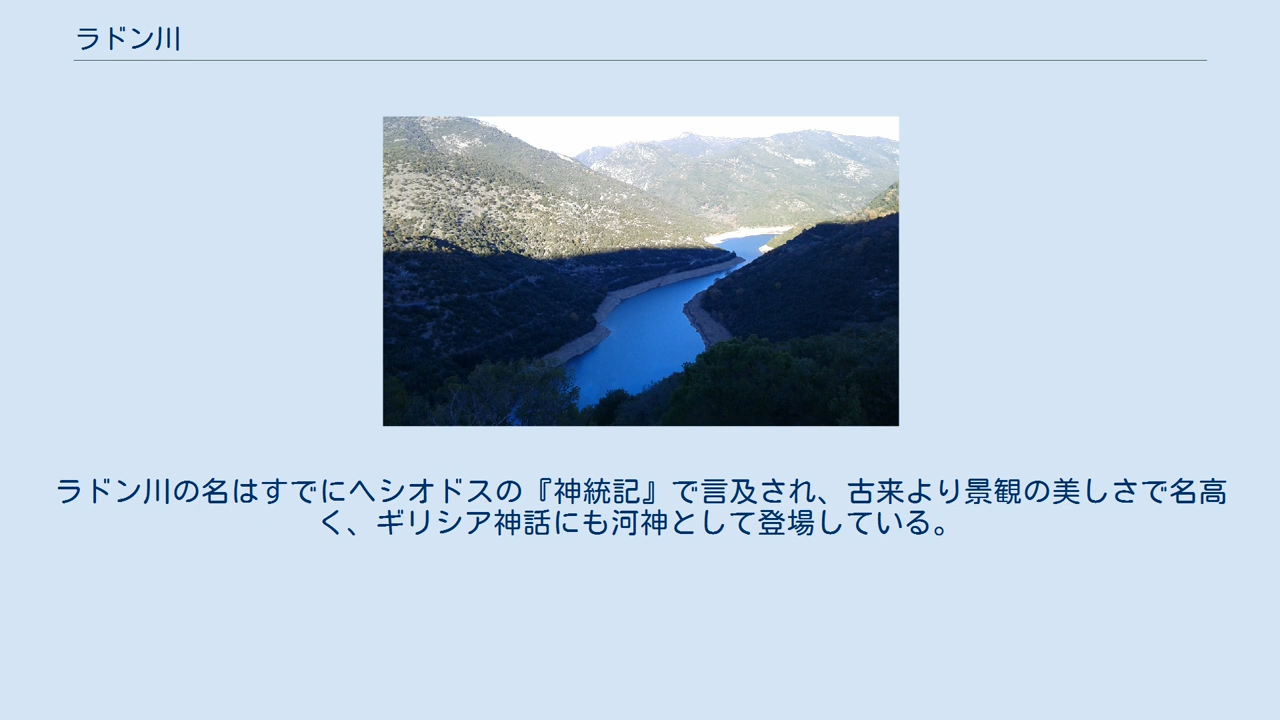 ラドン川
ラドン川の名はすでにヘシオドスの『神統記』で言及され、古来より景観の美しさで名高
く、ギリシア神話にも河神として登場している。